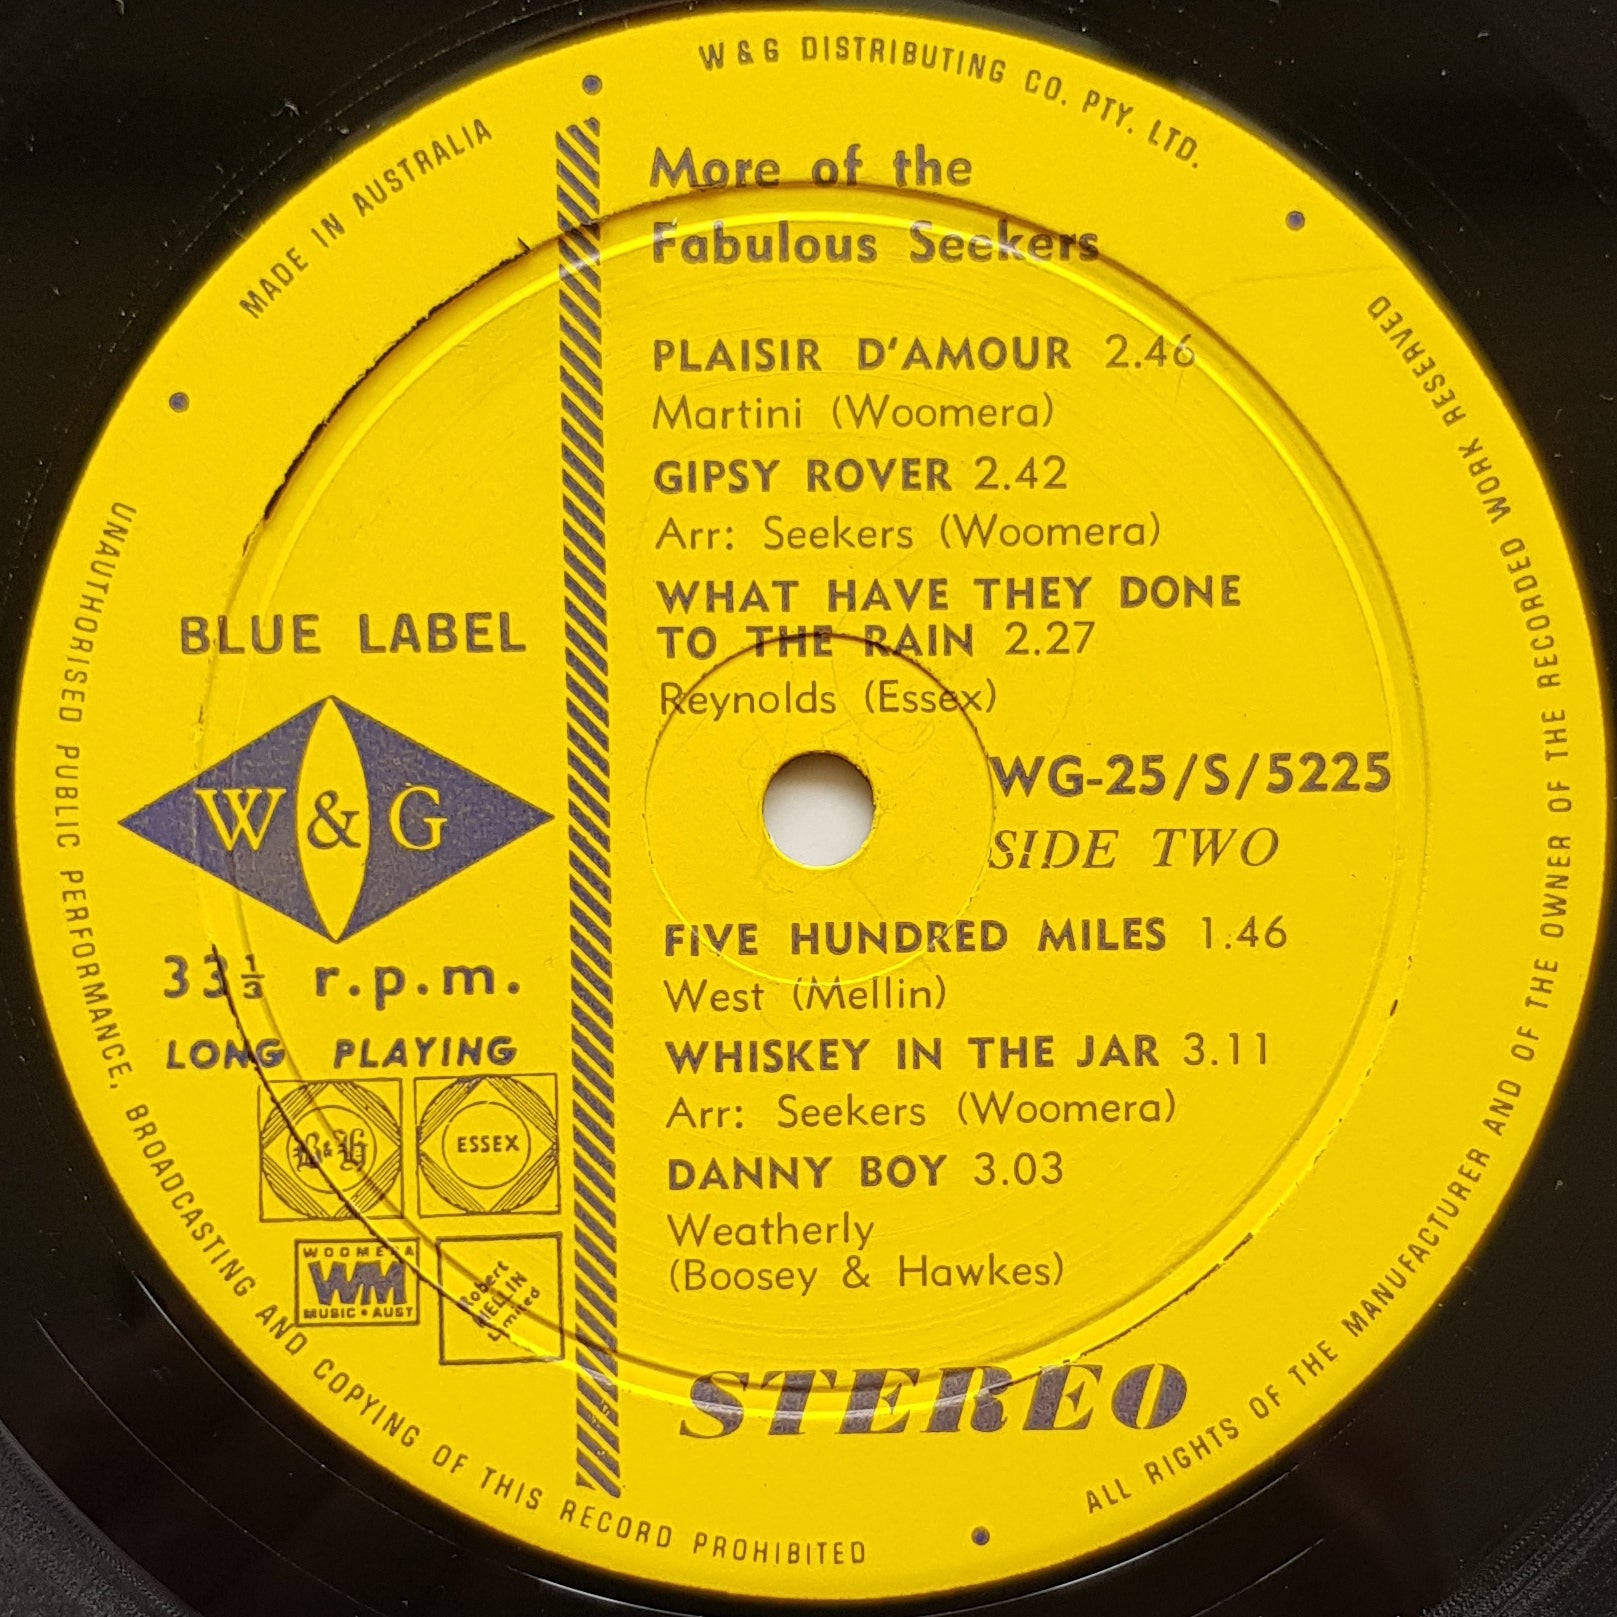 W & G DISTRIBUTING CO. PTY. LTD.
MADE IN AUSTRALIA
More of the
Fabulous Seekers
PLAISIR D'AMOUR 2.46
Martini (Woomera)
GIPSY ROVER 2.42
Arr: Seekers (Woomera)
WHAT HAVE THEY DONE
TO THE RAIN 2.27
Reynolds (Essex)
BLUE LABEL
W & G
33⅓ r.p.m.
LONG PLAYING
WG-25/S/5225
SIDE TWO
FIVE HUNDRED MILES 1.46
West (Mellin)
WHISKEY IN THE JAR 3.11
Arr: Seekers (Woomera)
DANNY BOY 3.03
Weatherly
(Boosey & Hawkes)
B&H
ESSEX
WOOMERA
WM
MUSIC • AUST
Robert
MELLIN
Limited
STEREO
ALL RIGHTS OF THE MANUFACTURER AND OF THE OWNER OF THE RECORDED WORK RESERVED
UNAUTHORISED PUBLIC PERFORMANCE, BROADCASTING AND COPYING OF THIS RECORD PROHIBITED